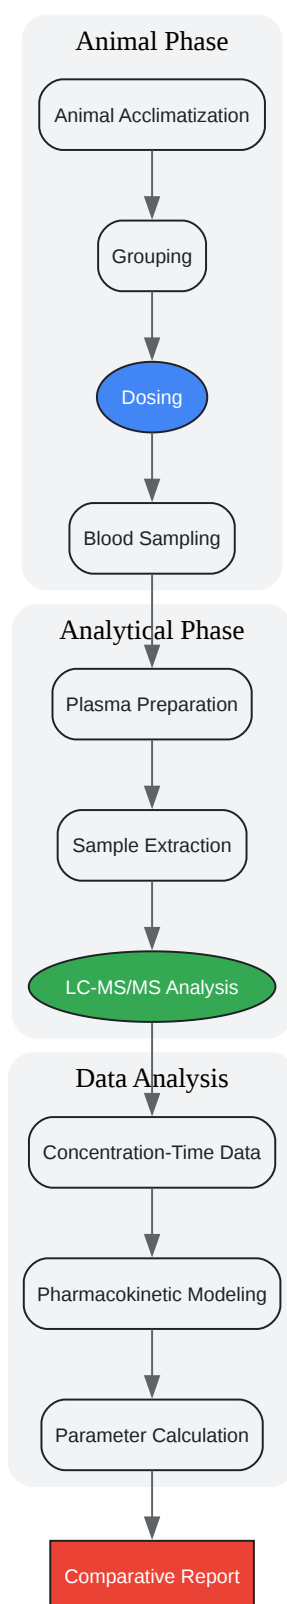 Animal Phase
Animal Acclimatization
Grouping
Dosing
Blood Sampling
Analytical Phase
Plasma Preparation
Sample Extraction
LC-MS/MS Analysis
Data Analysis
Concentration-Time Data
Pharmacokinetic Modeling
Parameter Calculation
Comparative Report